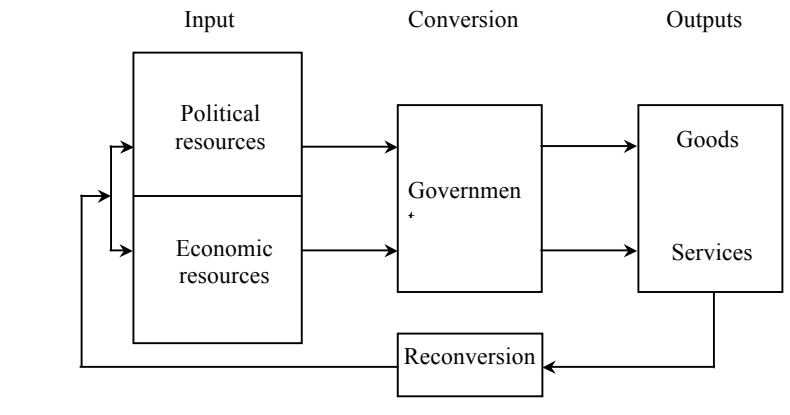 Input Conversion Outputs
Political
resources
Goods
Governmen
t
Economic
resources
Services
Reconversion